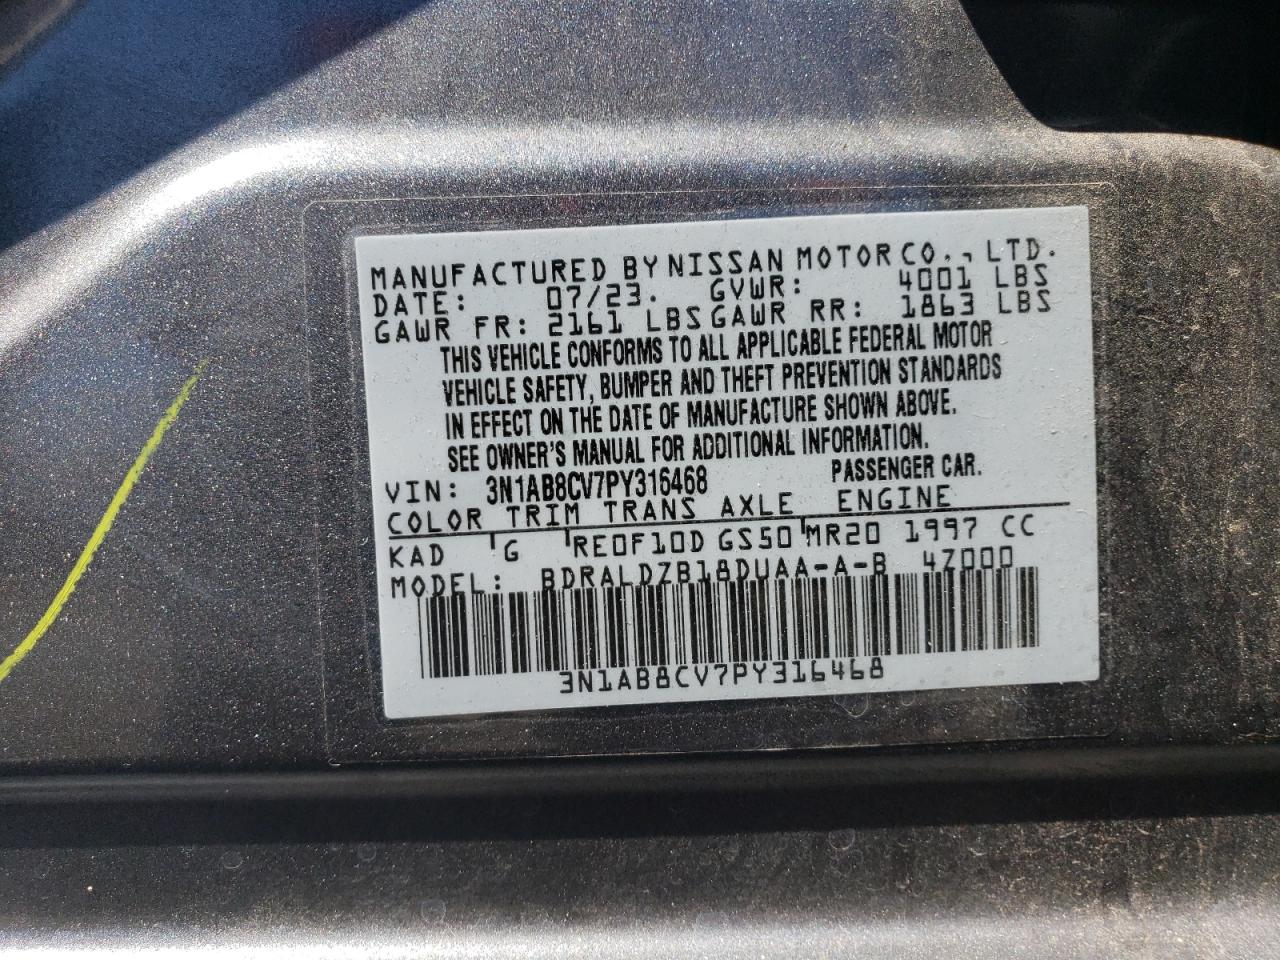 MANUFACTURED BY NISSAN MOTOR CO., LTD.
DATE: 07/23. GVWR: 4001 LBS
GAWR FR: 2161 LBS GAWR RR: 1863 LBS
THIS VEHICLE CONFORMS TO ALL APPLICABLE FEDERAL MOTOR
VEHICLE SAFETY, BUMPER AND THEFT PREVENTION STANDARDS
IN EFFECT ON THE DATE OF MANUFACTURE SHOWN ABOVE.
SEE OWNER'S MANUAL FOR ADDITIONAL INFORMATION.
VIN: 3N1AB8CV7PY316468 PASSENGER CAR.
COLOR TRIM TRANS AXLE ENGINE
KAD G RE0F10D GS50 MR20 1997 CC
MODEL: BDRALDZB18DUAA-A-B 4Z000
3N1AB8CV7PY316468